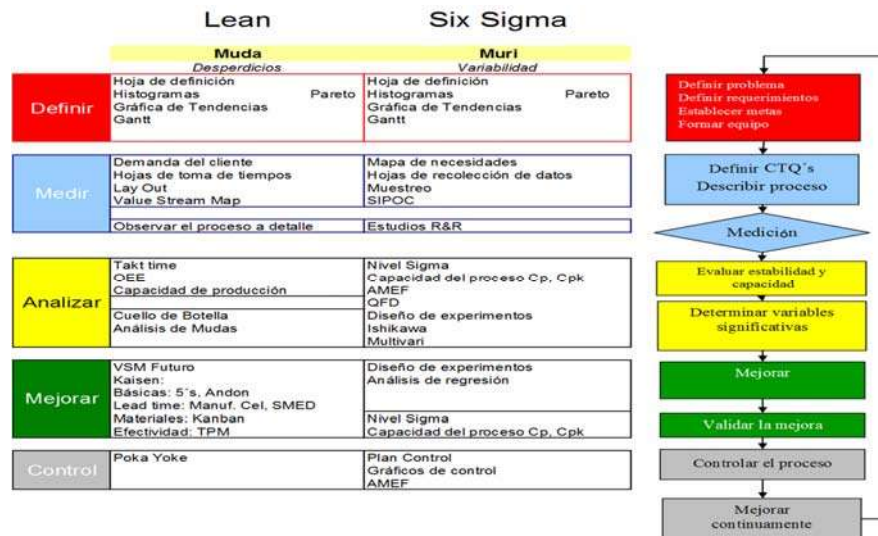 Lean
Six Sigma
Muda
Muri
Desperdicios
Variabilidad
Definir
Hoja de definición
Histogramas Pareto
Gráfica de Tendencias
Gantt
Hoja de definición
Histogramas Pareto
Gráfica de Tendencias
Gantt
Medir
Demanda del cliente
Hojas de toma de tiempos
Lay Out
Value Stream Map
Observar el proceso a detalle
Mapa de necesidades
Hojas de recolección de datos
Muestreo
SIPOC
Estudios R&R
Analizar
Takt time
OEE
Capacidad de producción
Cuello de Botella
Análisis de Mudas
Nivel Sigma
Capacidad del proceso Cp, Cpk
AMEF
QFD
Diseño de experimentos
Ishikawa
Multivari
Mejorar
VSM Futuro
Kaisen:
Básicas: 5´s, Andon
Lead time: Manuf. Cel, SMED
Materiales: Kanban
Efectividad: TPM
Diseño de experimentos
Análisis de regresión
Nivel Sigma
Capacidad del proceso Cp, Cpk
Control
Poka Yoke
Plan Control
Gráficos de control
AMEF
Definir problema
Definir requerimientos
Establecer metas
Formar equipo
Definir CTQ´s
Describir proceso
Medición
Evaluar estabilidad y
capacidad
Determinar variables
significativas
Mejorar
Validar la mejora
Controlar el proceso
Mejorar
continuamente